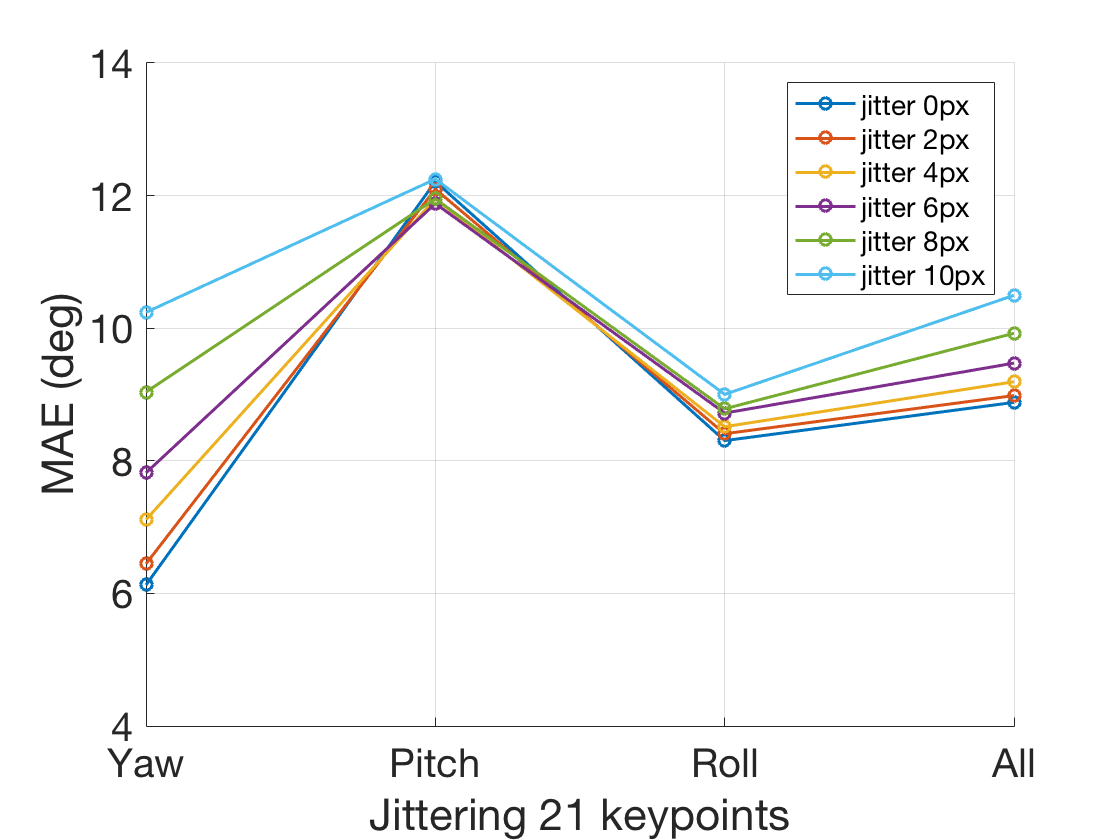 14
12
10
8
6
4
MAE (deg)
jitter 0px
jitter 2px
jitter 4px
jitter 6px
jitter 8px
jitter 10px
Yaw Pitch Roll All
Jittering 21 keypoints